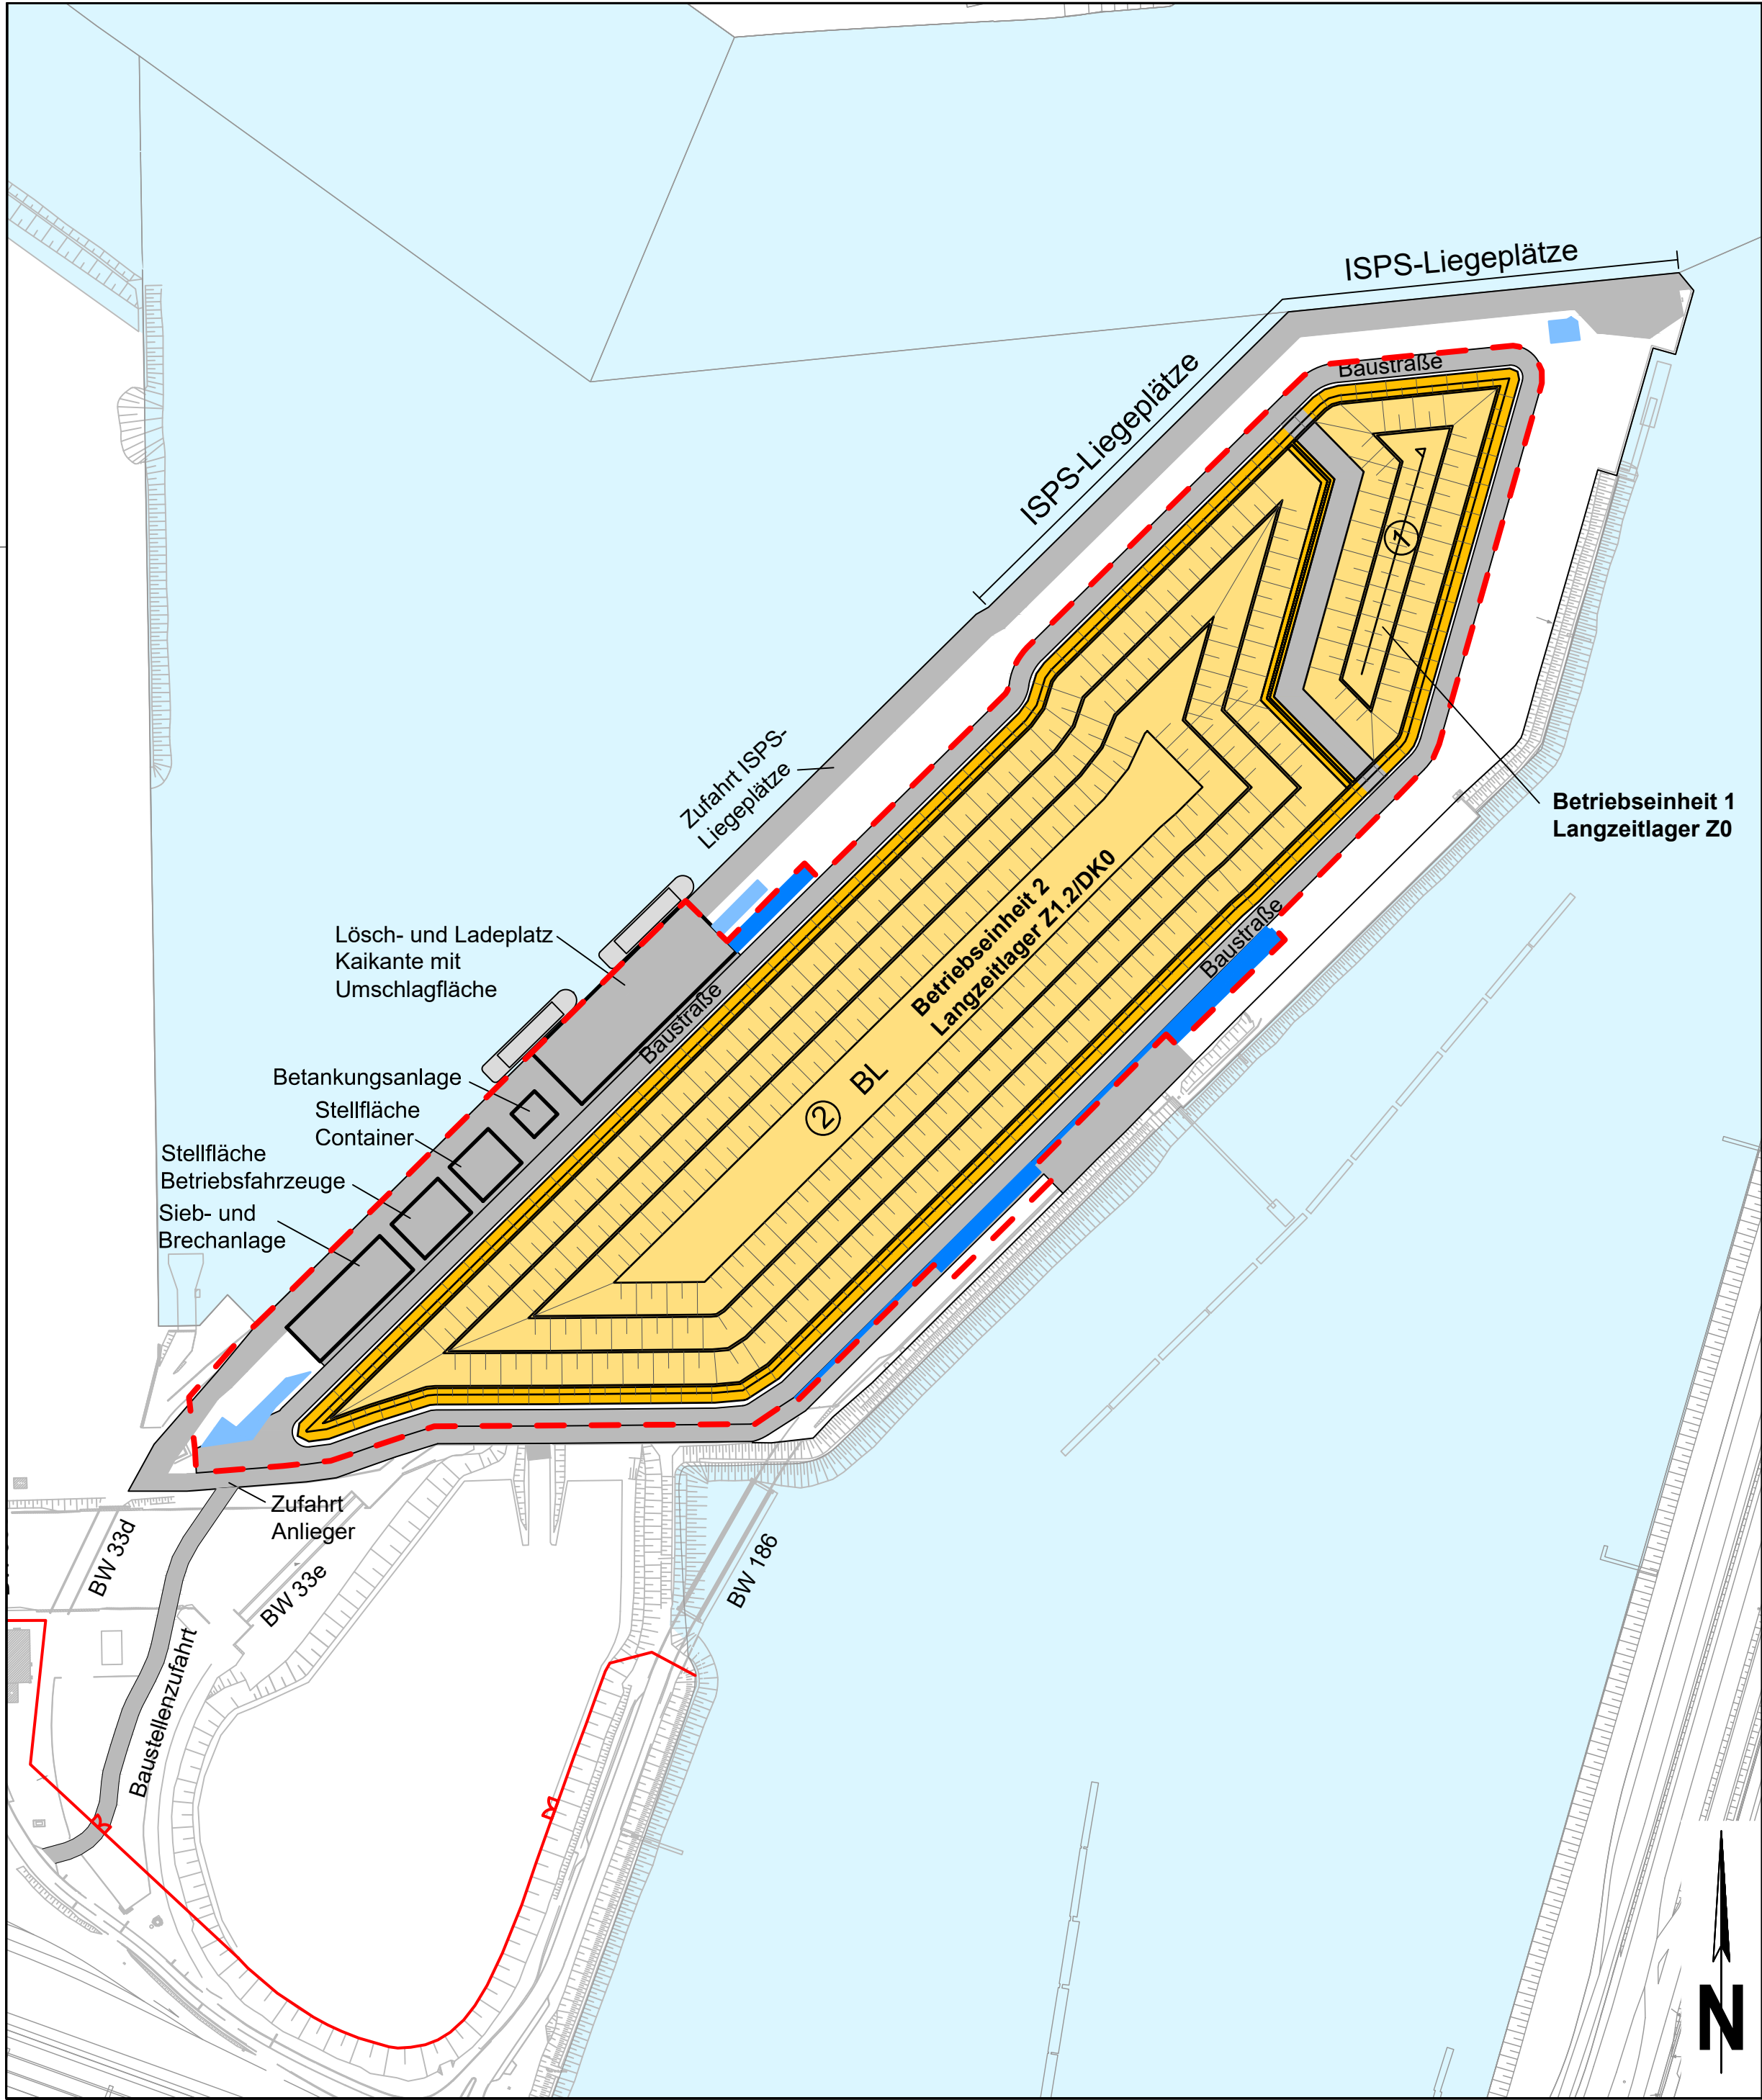 ISPS-Liegeplätze
ISPS-Liegeplätze
Baustraße
1
Zufahrt ISPS-
Liegeplätze
Betriebseinheit 1
Langzeitlager Z0
Betriebseinheit 2
Langzeitlager Z1.2/DK0
Baustraße
Lösch- und Ladeplatz
Kaikante mit
Umschlagfläche
Baustraße
2 BL
Betankungsanlage
Stellfläche
Container
Stellfläche
Betriebsfahrzeuge
Sieb- und
Brechanlage
Zufahrt
Anlieger
BW 33d
BW 33e
BW 186
Baustellenzufahrt
N